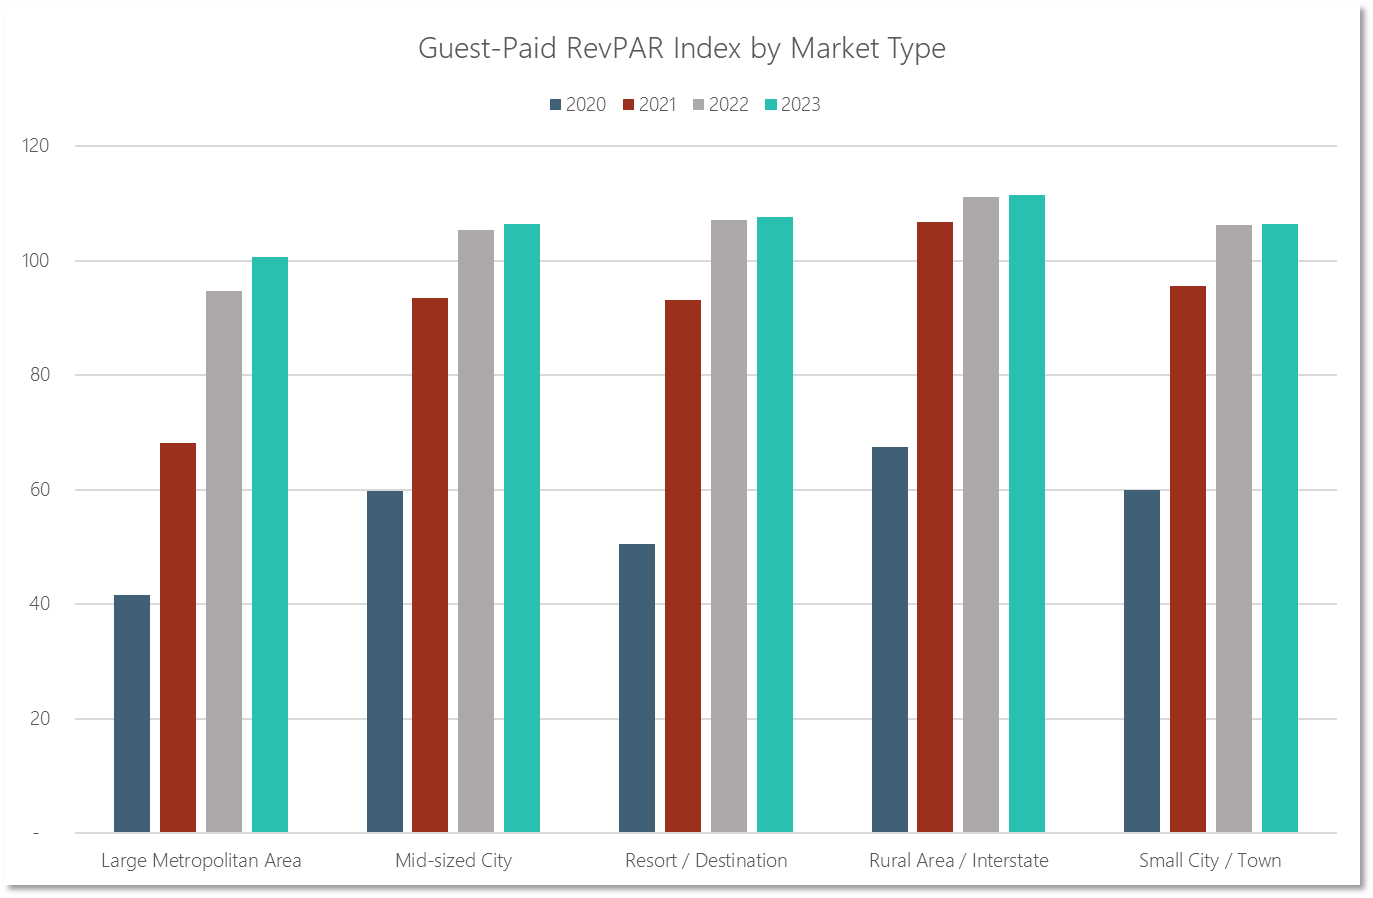 Guest-Paid RevPAR Index by Market Type
2020 2021 2022 2023
120
100
80
60
40
20
-
Large Metropolitan Area Mid-sized City Resort / Destination Rural Area / Interstate Small City / Town